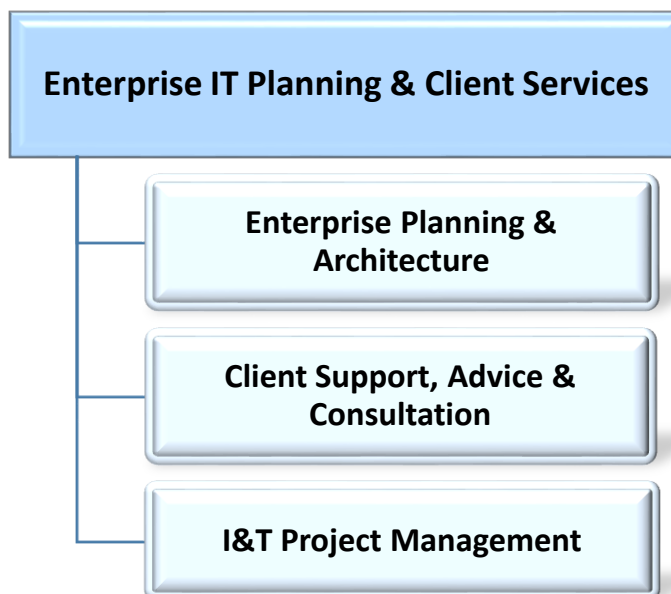 Enterprise IT Planning & Client Services
Enterprise Planning &
Architecture
Client Support, Advice &
Consultation
I&T Project Management